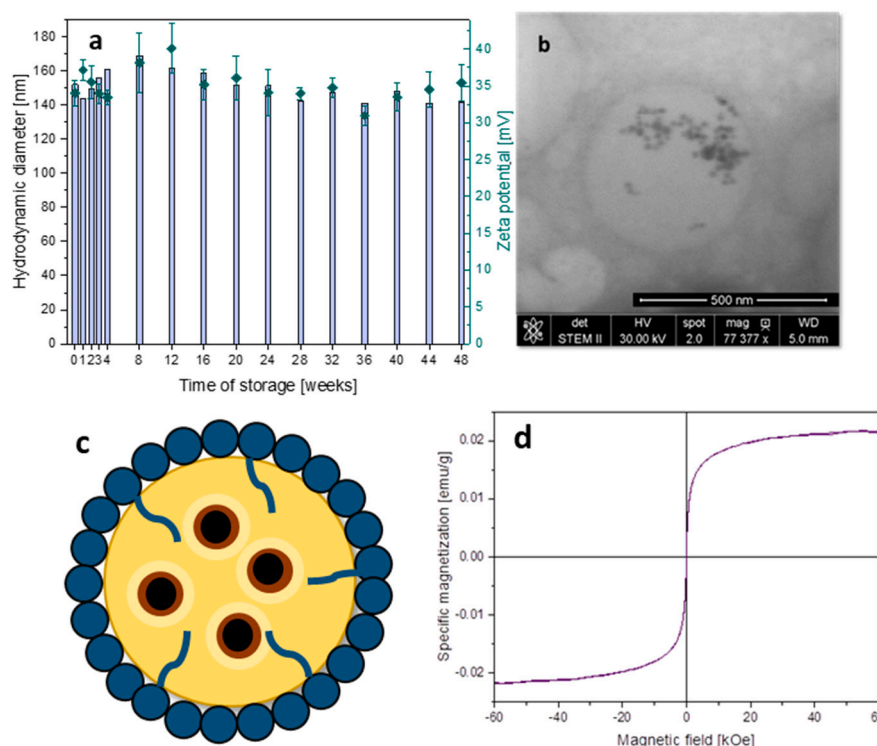 a
Hydrodynamic diameter [nm]
180
160
140
120
100
80
60
40
20
0
40
35
30
25
20
15
10
5
0
Zeta potential [mV]
0 1 2 3 4 8 12 16 20 24 28 32 36 40 44 48
Time of storage [weeks]
b
500 nm
det HV spot mag WD
STEM II 30.00 kV 2.0 77 377 x 5.0 mm
c
d
Specific magnetization [emu/g]
0.02
0.01
0.00
-0.01
-0.02
-60 -40 -20 0 20 40 60
Magnetic field [kOe]